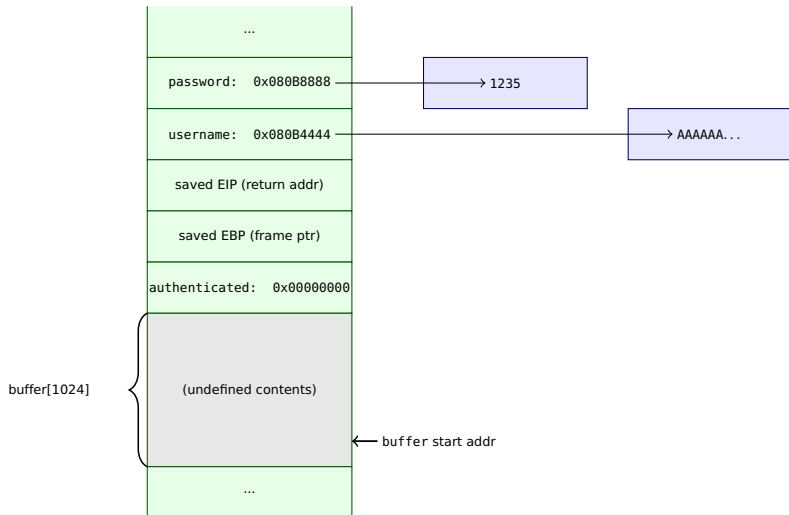 ...
password: 0x080B8888
1235
username: 0x080B4444
AAAAAA...
saved EIP (return addr)
saved EBP (frame ptr)
authenticated: 0x00000000
buffer[1024]
(undefined contents)
buffer start addr
...